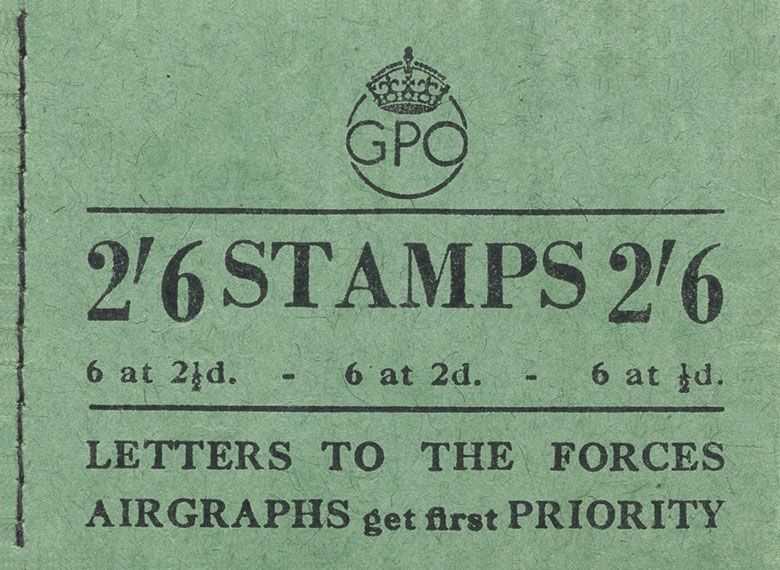 GPO
2'6 STAMPS 2'6
6 at 2½d. - 6 at 2d. - 6 at ½d.
LETTERS TO THE FORCES
AIRGRAPHS get first PRIORITY